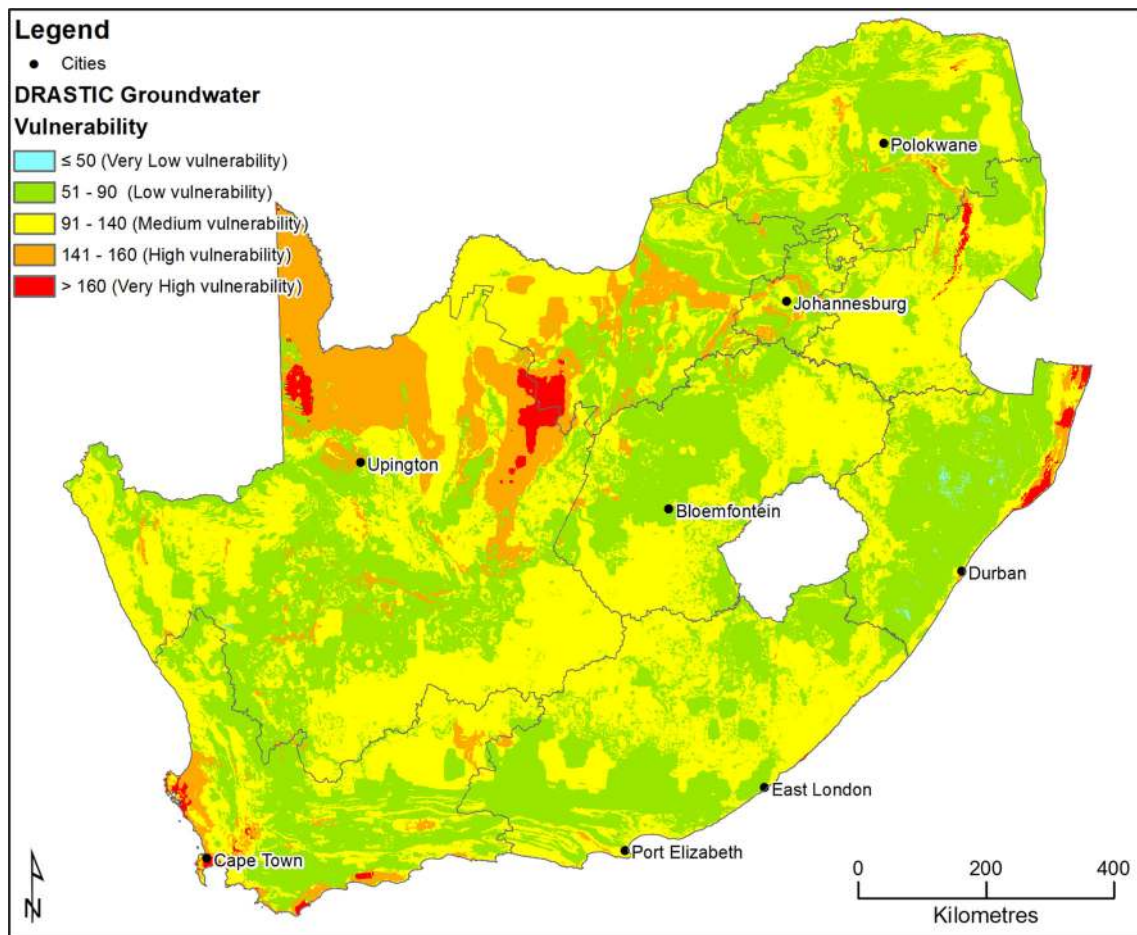 Legend
Cities
DRASTIC Groundwater
Vulnerability
≤ 50 (Very Low vulnerability)
51 - 90 (Low vulnerability)
91 - 140 (Medium vulnerability)
141 - 160 (High vulnerability)
> 160 (Very High vulnerability)
Polokwane
Johannesburg
Upington
Bloemfontein
Durban
East London
Port Elizabeth
Cape Town
N
0 200 400
Kilometres